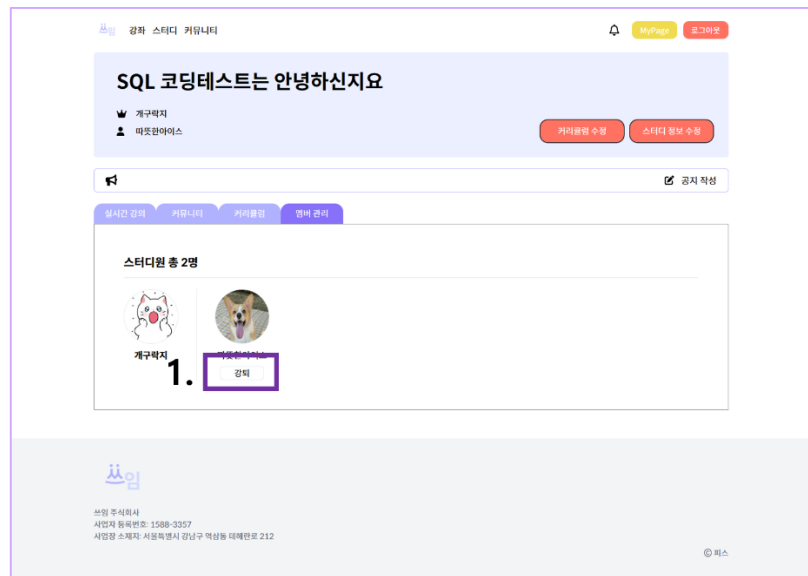 쓰임 강좌 스터디 커뮤니티 MyPage 로그아웃
SQL 코딩테스트는 안녕하신지요
개구락지
따뜻한아이스
커리큘럼 수정 스터디 정보 수정
공지 작성
실시간 강의 커뮤니티 커리큘럼 멤버 관리
스터디원 총 2명
개구락지 따뜻한아이스
1. 강퇴
쓰임
쓰임 주식회사
사업자 등록번호: 1588-3357
사업장 소재지: 서울특별시 강남구 역삼동 테헤란로 212
© 피스